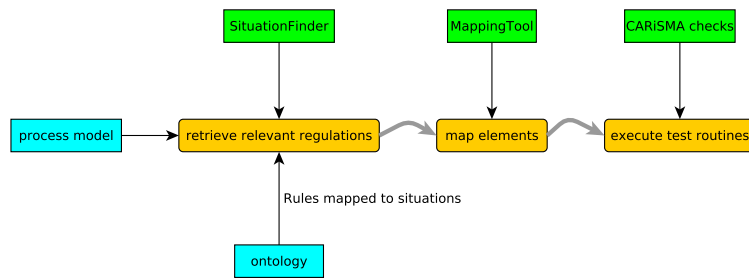 SituationFinder
MappingTool
CARiSMA checks
process model
retrieve relevant regulations
map elements
execute test routines
Rules mapped to situations
ontology